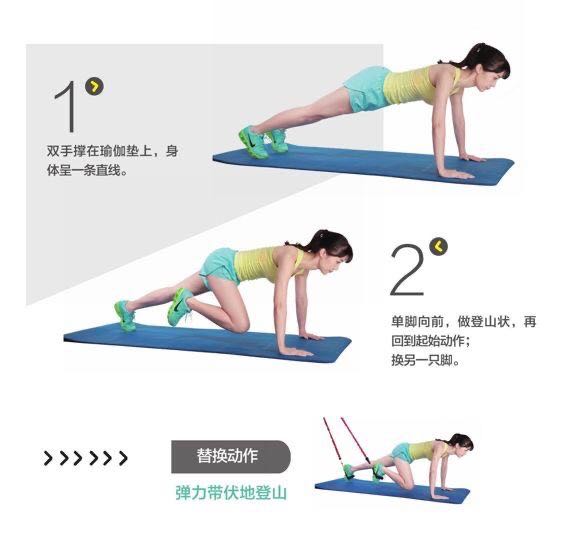 1
双手撑在瑜伽垫上，身
体呈一条直线。
2
单脚向前，做登山状，再
回到起始动作；
换另一只脚。
替换动作
弹力带伏地登山